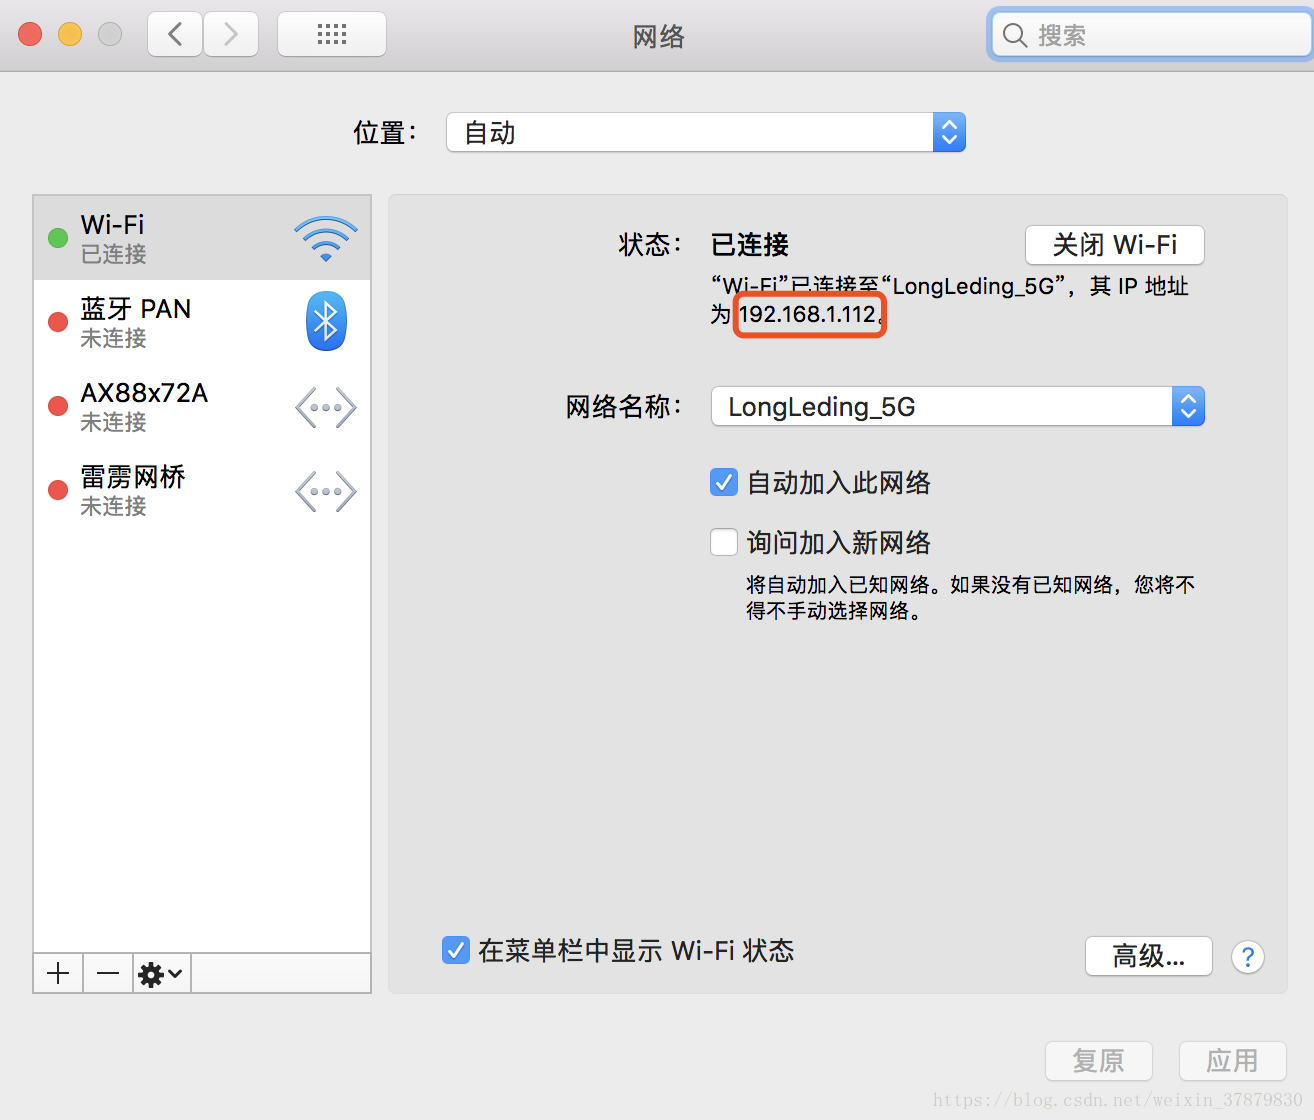 网络
搜索
位置：
自动
Wi-Fi
已连接
蓝牙 PAN
未连接
AX88x72A
未连接
雷雳网桥
未连接
状态：
已连接
关闭 Wi-Fi
“Wi-Fi”已连接至“LongLeding_5G”，其 IP 地址
为 192.168.1.112。
网络名称：
LongLeding_5G
自动加入此网络
询问加入新网络
将自动加入已知网络。如果没有已知网络，您将不
得不手动选择网络。
在菜单栏中显示 Wi-Fi 状态
高级...
?
复原
应用
https://blog.csdn.net/weixin_37879830